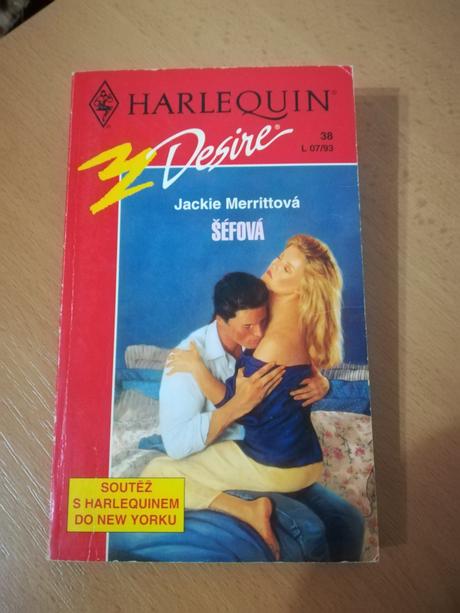 HARLEQUIN®
Desire®
38
L 07/93
Jackie Merrittová
ŠÉFOVÁ
SOUTĚŽ
S HARLEQUINEM
DO NEW YORKU